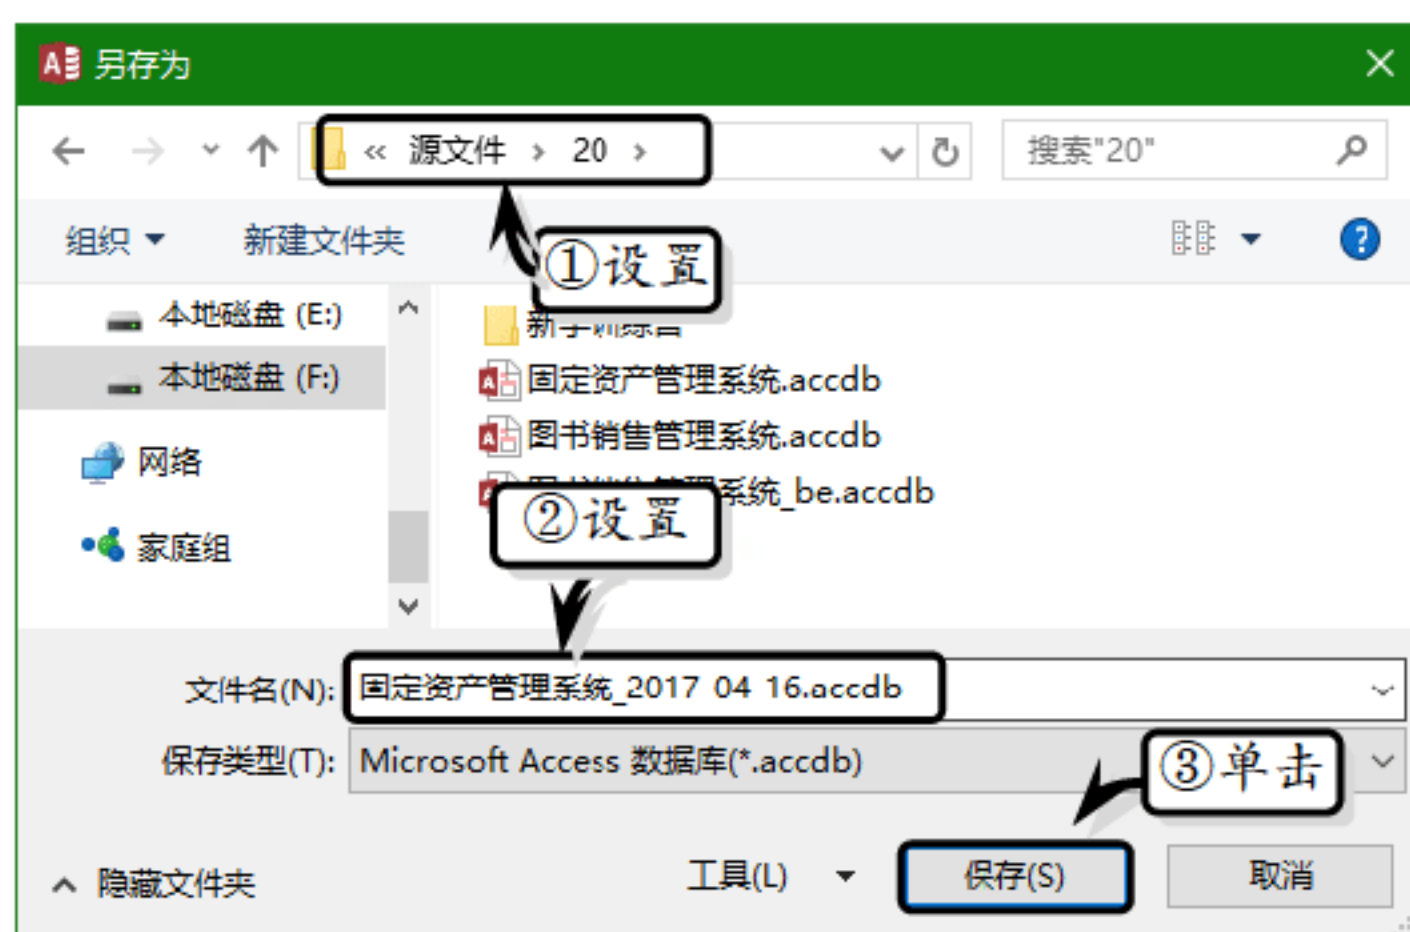 另存为
« 源文件 › 20 ›
搜索"20"
组织
新建文件夹
①设置
本地磁盘 (E:)
本地磁盘 (F:)
网络
家庭组
固定资产管理系统.accdb
图书销售管理系统.accdb
系统_be.accdb
②设置
文件名(N): 固定资产管理系统_2017 04 16.accdb
保存类型(T): Microsoft Access 数据库(*.accdb)
③单击
隐藏文件夹
工具(L)
保存(S)
取消